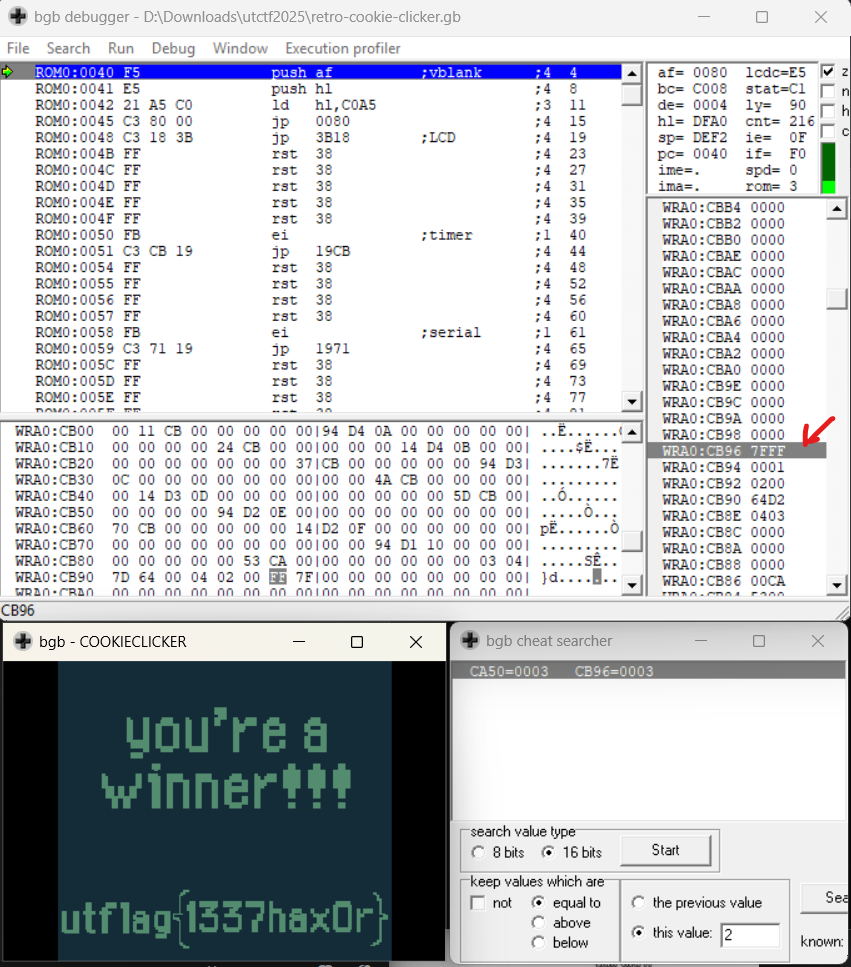 bgb debugger - D:\Downloads\utctf2025\retro-cookie-clicker.gb
File Search Run Debug Window Execution profiler
ROM0:0040 F5 push af ;vblank ;4 4
ROM0:0041 E5 push hl ;4 8
ROM0:0042 21 A5 C0 ld hl,C0A5 ;3 11
ROM0:0045 C3 80 00 jp 0080 ;4 15
ROM0:0048 C3 18 3B jp 3B18 ;LCD ;4 19
ROM0:004B FF rst 38 ;4 23
ROM0:004C FF rst 38 ;4 27
ROM0:004D FF rst 38 ;4 31
ROM0:004E FF rst 38 ;4 35
ROM0:004F FF rst 38 ;4 39
ROM0:0050 FB ei ;timer ;1 40
ROM0:0051 C3 CB 19 jp 19CB ;4 44
ROM0:0054 FF rst 38 ;4 48
ROM0:0055 FF rst 38 ;4 52
ROM0:0056 FF rst 38 ;4 56
ROM0:0057 FF rst 38 ;4 60
ROM0:0058 FB ei ;serial ;1 61
ROM0:0059 C3 71 19 jp 1971 ;4 65
ROM0:005C FF rst 38 ;4 69
ROM0:005D FF rst 38 ;4 73
ROM0:005E FF rst 38 ;4 77
af= 0080 lcdc=E5 z
bc= C008 stat=C1 n
de= 0004 ly= 90 h
hl= DFA0 cnt= 216 c
sp= DEF2 ie= 0F
pc= 0040 if= F0
ime=. spd= 0
ima=. rom= 3
WRA0:CBB4 0000
WRA0:CBB2 0000
WRA0:CBB0 0000
WRA0:CBAE 0000
WRA0:CBAC 0000
WRA0:CBAA 0000
WRA0:CBA8 0000
WRA0:CBA6 0000
WRA0:CBA4 0000
WRA0:CBA2 0000
WRA0:CBA0 0000
WRA0:CB9E 0000
WRA0:CB9C 0000
WRA0:CB9A 0000
WRA0:CB98 0000
WRA0:CB96 7FFF
WRA0:CB94 0001
WRA0:CB92 0200
WRA0:CB90 64D2
WRA0:CB8E 0403
WRA0:CB8C 0000
WRA0:CB8A 0000
WRA0:CB88 0000
WRA0:CB86 00CA
WRA0:CB00 00 11 CB 00 00 00 00 00|94 D4 0A 00 00 00 00 00| ..Ë......
WRA0:CB10 00 00 00 00 24 CB 00 00|00 00 00 14 D4 0B 00 00| ....$Ë....
WRA0:CB20 00 00 00 00 00 00 00 37|CB 00 00 00 00 00 94 D3| .......7Ë
WRA0:CB30 0C 00 00 00 00 00 00 00|00 00 4A CB 00 00 00 00| .........
WRA0:CB40 00 14 D3 0D 00 00 00 00|00 00 00 00 00 5D CB 00| ..Ó......
WRA0:CB50 00 00 00 00 94 D2 0E 00|00 00 00 00 00 00 00 00| .....Ò...
WRA0:CB60 70 CB 00 00 00 00 00 14|D2 0F 00 00 00 00 00 00| pË......Ò
WRA0:CB70 00 00 00 00 00 00 00 00|00 00 94 D1 10 00 00 00| .........
WRA0:CB80 00 00 00 00 00 53 CA 00|00 00 00 00 00 00 03 04| .....SÊ..
WRA0:CB90 7D 64 00 04 02 00 FF 7F|00 00 00 00 00 00 00 00| }d.......
CB96
bgb - COOKIECLICKER
you're a
winner!!!
utflag{1337hax0r}
bgb cheat searcher
CA50=0003 CB96=0003
search value type
8 bits 16 bits Start
keep values which are
not equal to
above
below
the previous value
this value: 2
known: